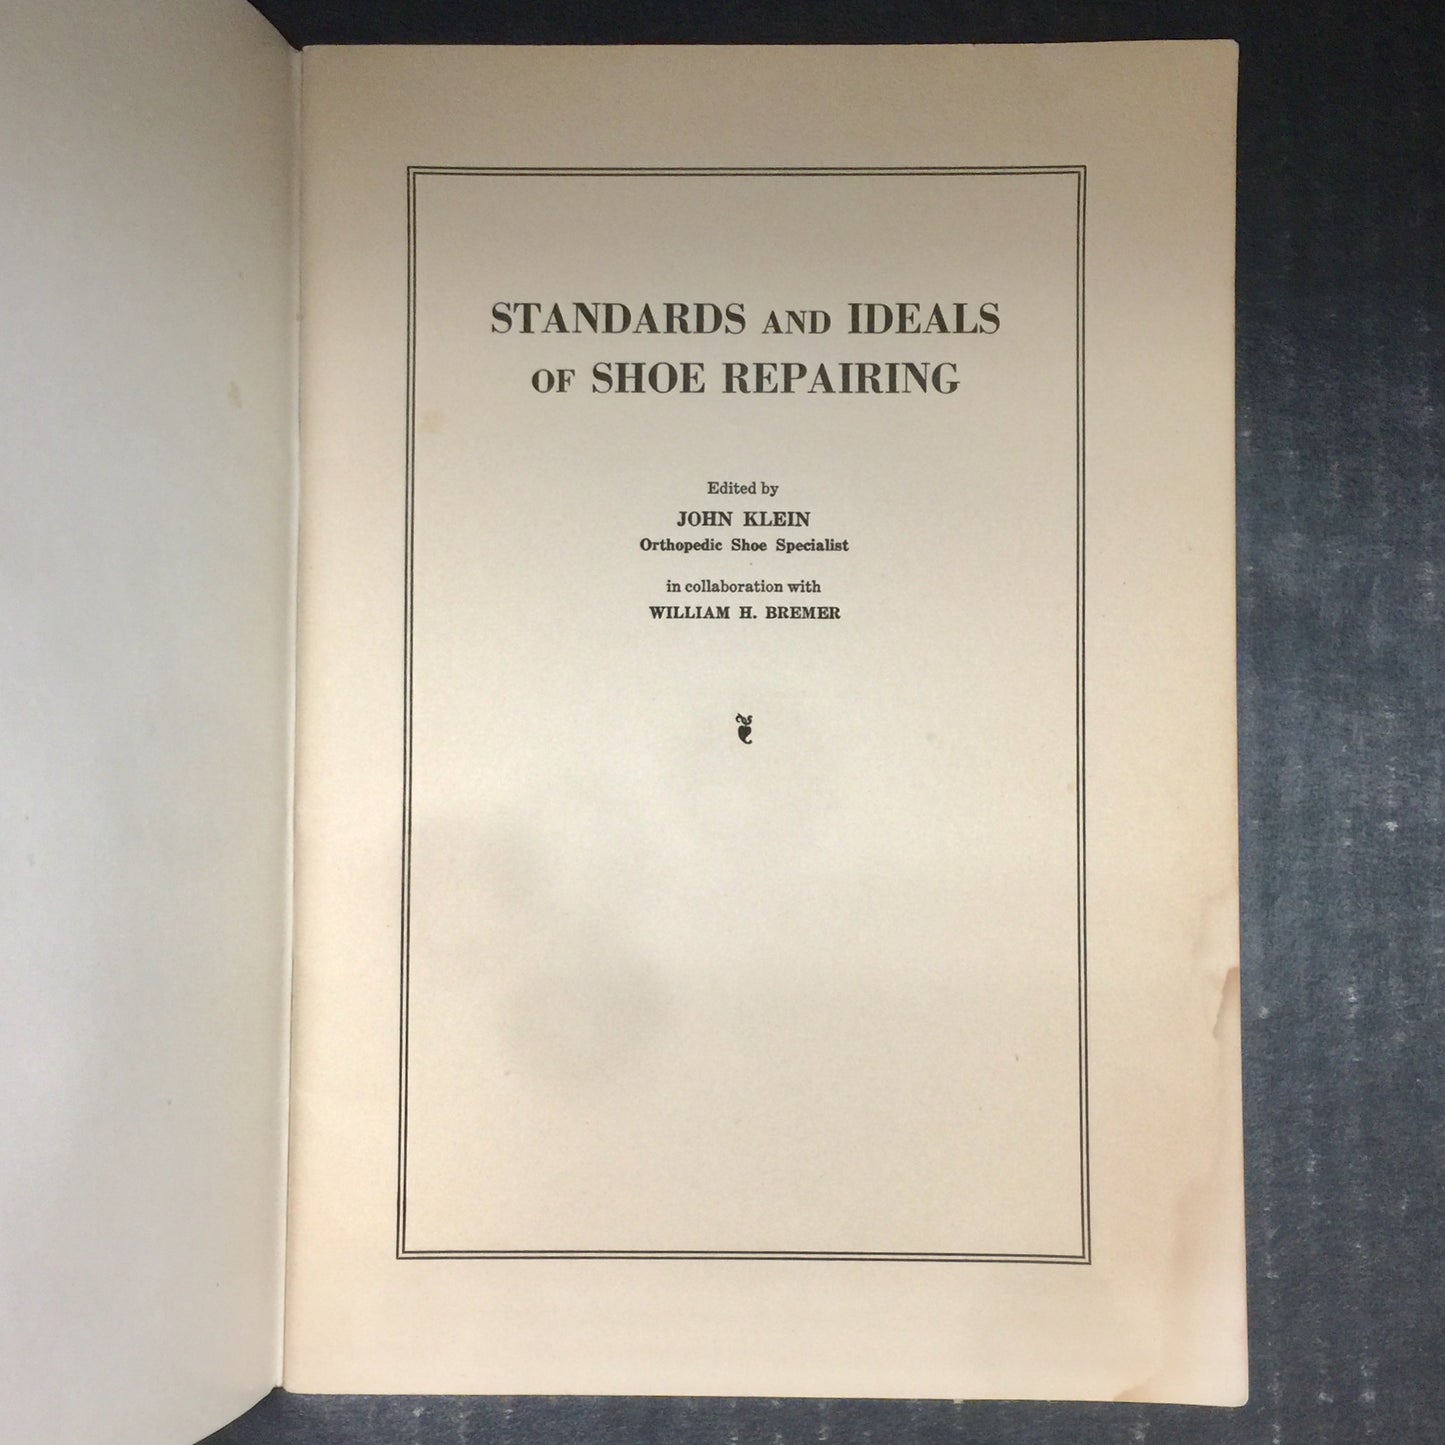 STANDARDS AND IDEALS
OF SHOE REPAIRING
Edited by
JOHN KLEIN
Orthopedic Shoe Specialist
in collaboration with
WILLIAM H. BREMER